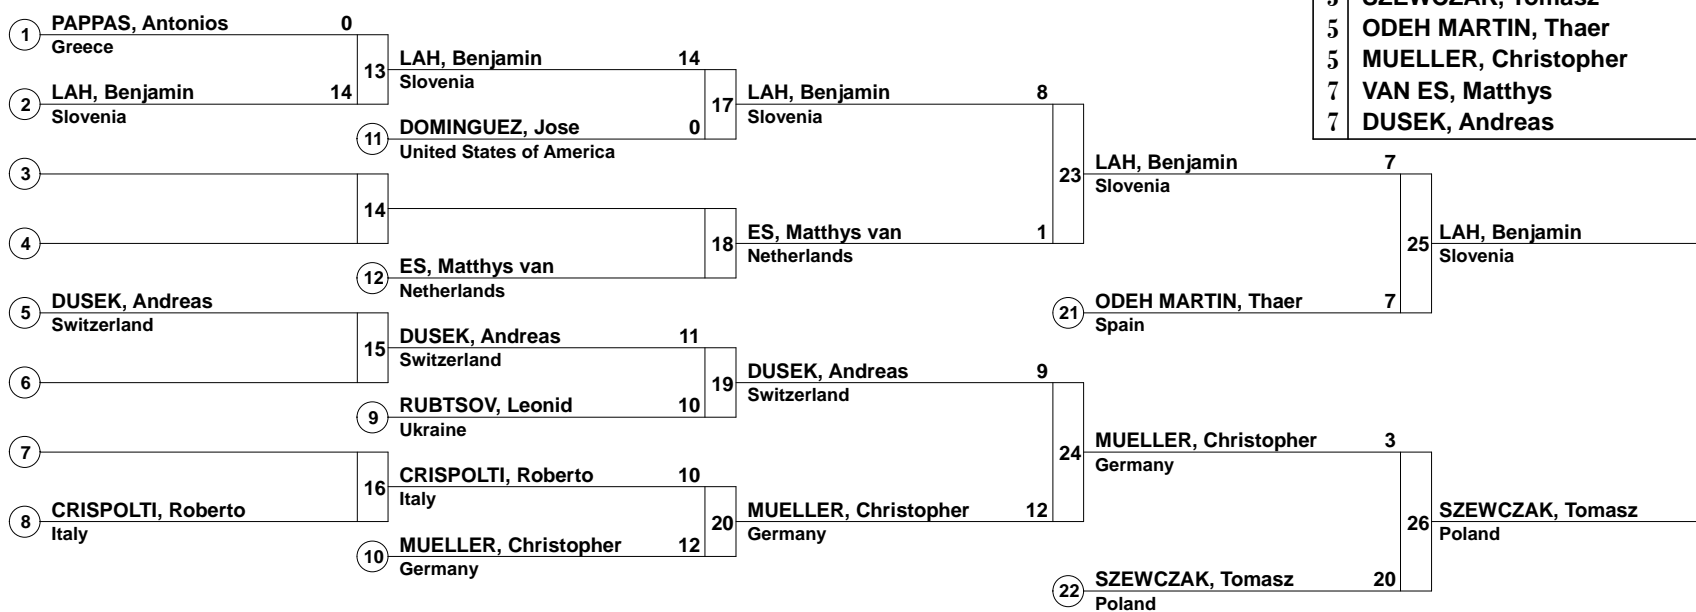 1 PAPPAS, Antonios 0
Greece
2 LAH, Benjamin 14
Slovenia
3
4
5 DUSEK, Andreas
Switzerland
6
7
8 CRISPOLTI, Roberto
Italy
13 LAH, Benjamin 14
Slovenia
11 DOMINGUEZ, Jose 0
United States of America
14
12 ES, Matthys van
Netherlands
15 DUSEK, Andreas 11
Switzerland
9 RUBTSOV, Leonid 10
Ukraine
16 CRISPOLTI, Roberto 10
Italy
10 MUELLER, Christopher 12
Germany
17 LAH, Benjamin 8
Slovenia
18 ES, Matthys van 1
Netherlands
19 DUSEK, Andreas 9
Switzerland
20 MUELLER, Christopher 12
Germany
23 LAH, Benjamin 7
Slovenia
21 ODEH MARTIN, Thaer 7
Spain
24 MUELLER, Christopher 3
Germany
22 SZEWCZAK, Tomasz 20
Poland
25 LAH, Benjamin
Slovenia
26 SZEWCZAK, Tomasz
Poland
SZEWCZAK, Tomasz
5 ODEH MARTIN, Thaer
5 MUELLER, Christopher
7 VAN ES, Matthys
7 DUSEK, Andreas